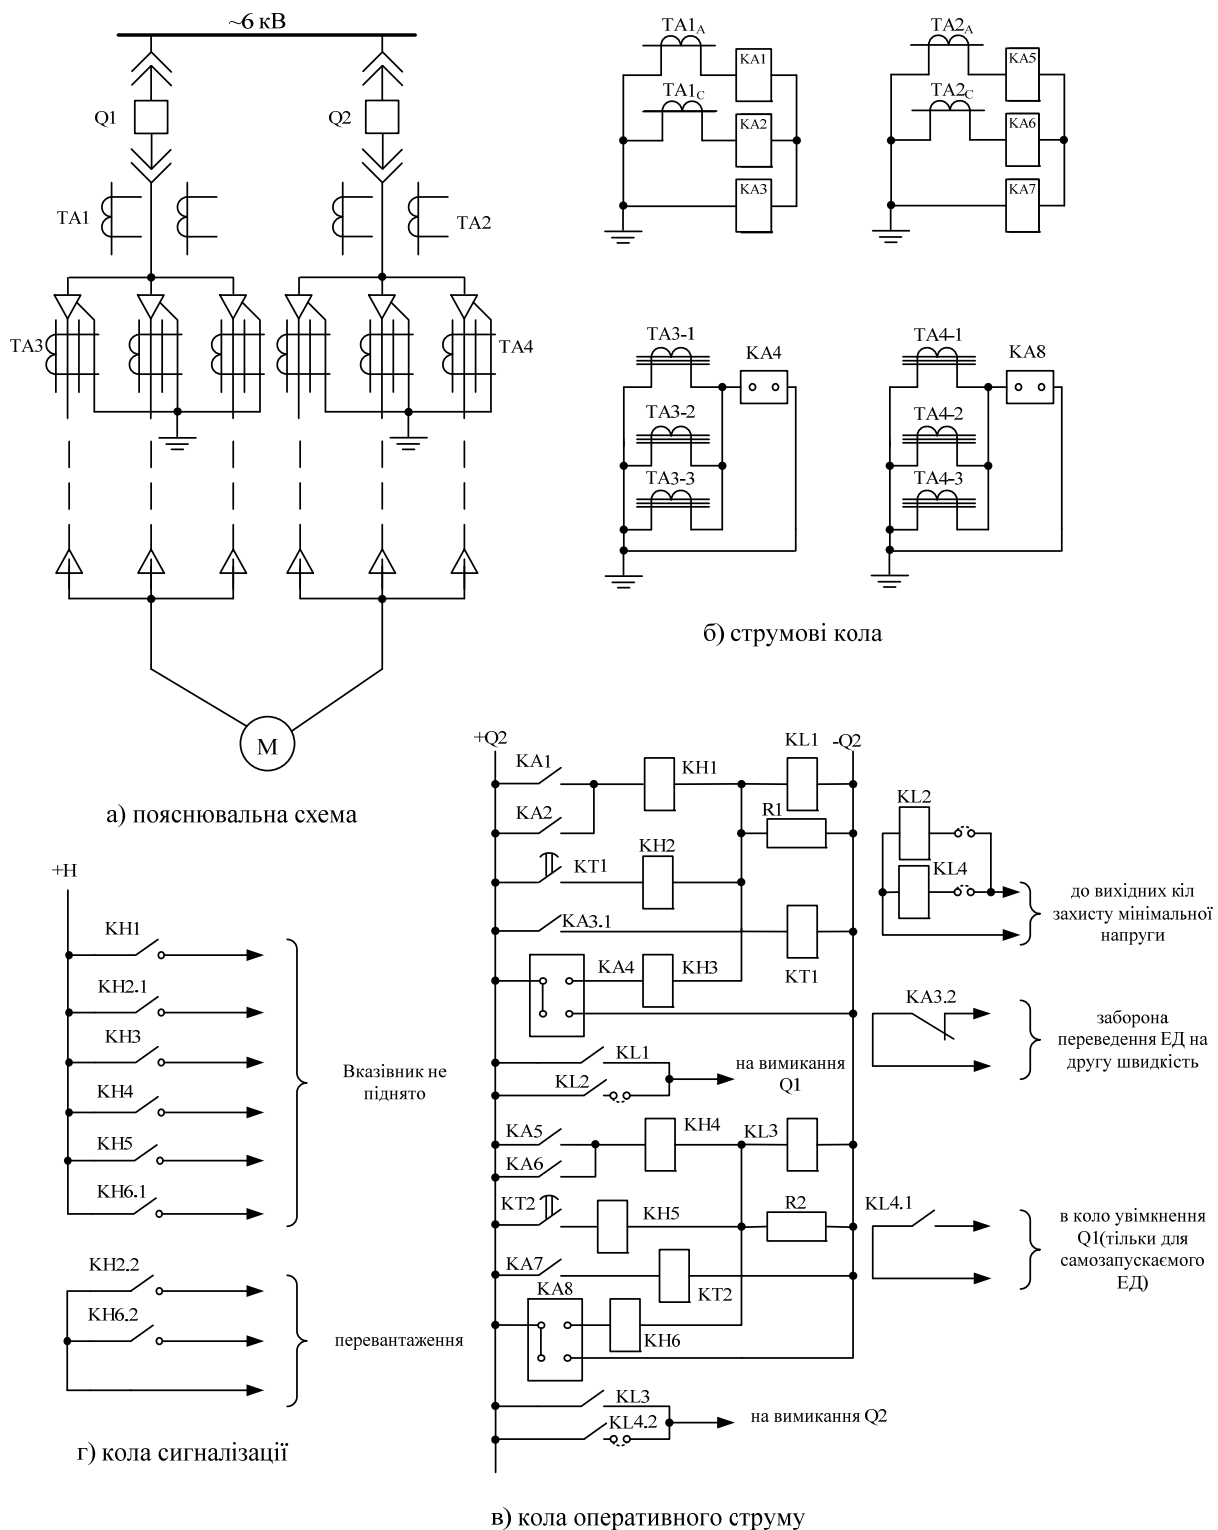 ~6 кВ
Q1
Q2
TA1
TA2
TA3
TA4
M
а) пояснювальна схема
TA1A
KA1
TA1C
KA2
KA3
TA2A
KA5
TA2C
KA6
KA7
TA3-1
KA4
TA3-2
TA3-3
TA4-1
KA8
TA4-2
TA4-3
б) струмові кола
+Q2
-Q2
KA1
KH1
KL1
KA2
R1
KT1
KH2
KA3.1
KT1
KA4
KH3
KL1
KL2
на вимикання
Q1
KA5
KH4
KL3
KA6
KT2
KH5
R2
KA7
KT2
KA8
KH6
KL3
KL4.2
на вимикання Q2
KL2
KL4
до вихідних кіл
захисту мінімальної
напруги
KA3.2
заборона
переведення ЕД на
другу швидкість
KL4.1
в коло увімкнення
Q1(тільки для
самозапускаємого
ЕД)
в) кола оперативного струму
+H
KH1
KH2.1
KH3
KH4
KH5
KH6.1
Вказівник не
піднято
KH2.2
KH6.2
перевантаження
г) кола сигналізації